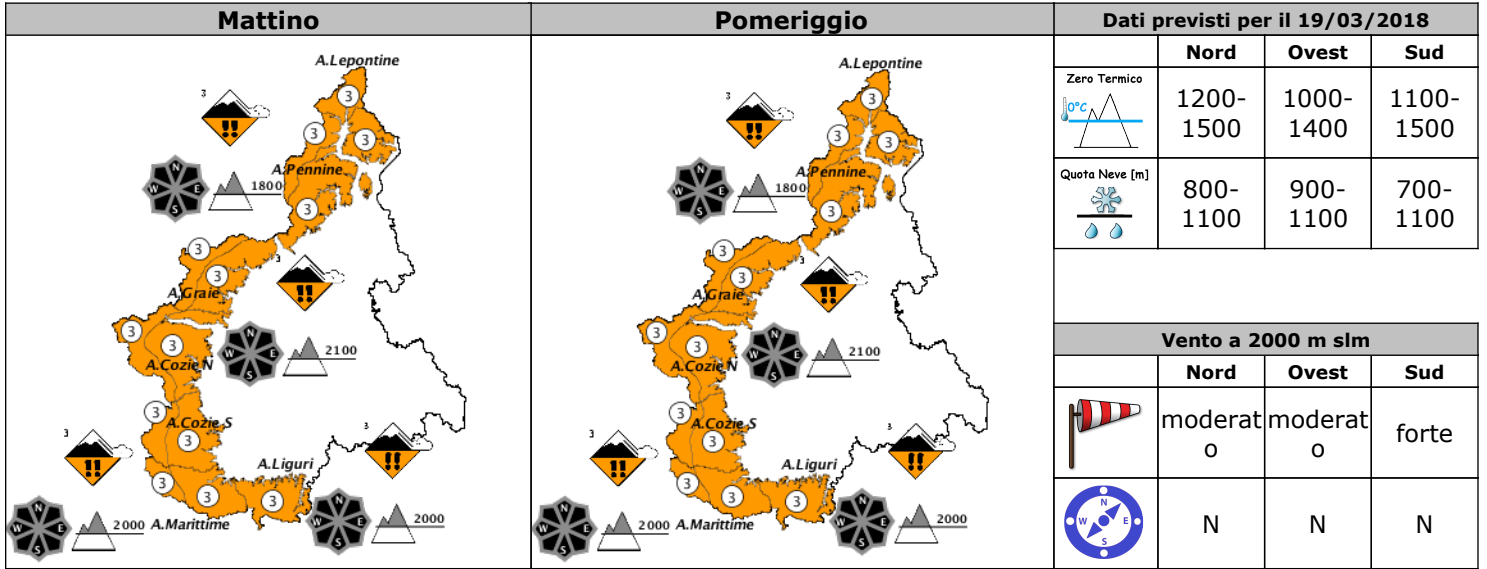 Mattino
A.Lepontine
3
3
3
3
A.Pennine
N
W E
S
1800
3
3
3
3
A.Graie
3
3
A.Cozie N
N
W E
S
2100
3
A.Cozie S
3
3
A.Liguri
3
3
3
N
W E
S
2000
A.Marittime
N
W E
S
2000
Pomeriggio
A.Lepontine
3
3
3
3
A.Pennine
N
W E
S
1800
3
3
3
3
A.Graie
3
3
A.Cozie N
N
W E
S
2100
3
A.Cozie S
3
3
A.Liguri
3
3
3
N
W E
S
2000
A.Marittime
N
W E
S
2000
Dati previsti per il 19/03/2018
Nord Ovest Sud
Zero Termico
0°C
1200- 1000- 1100-
1500 1400 1500
Quota Neve [m]
800- 900- 700-
1100 1100 1100
Vento a 2000 m slm
Nord Ovest Sud
moderat moderat forte
o o
N
W E
S
N N N